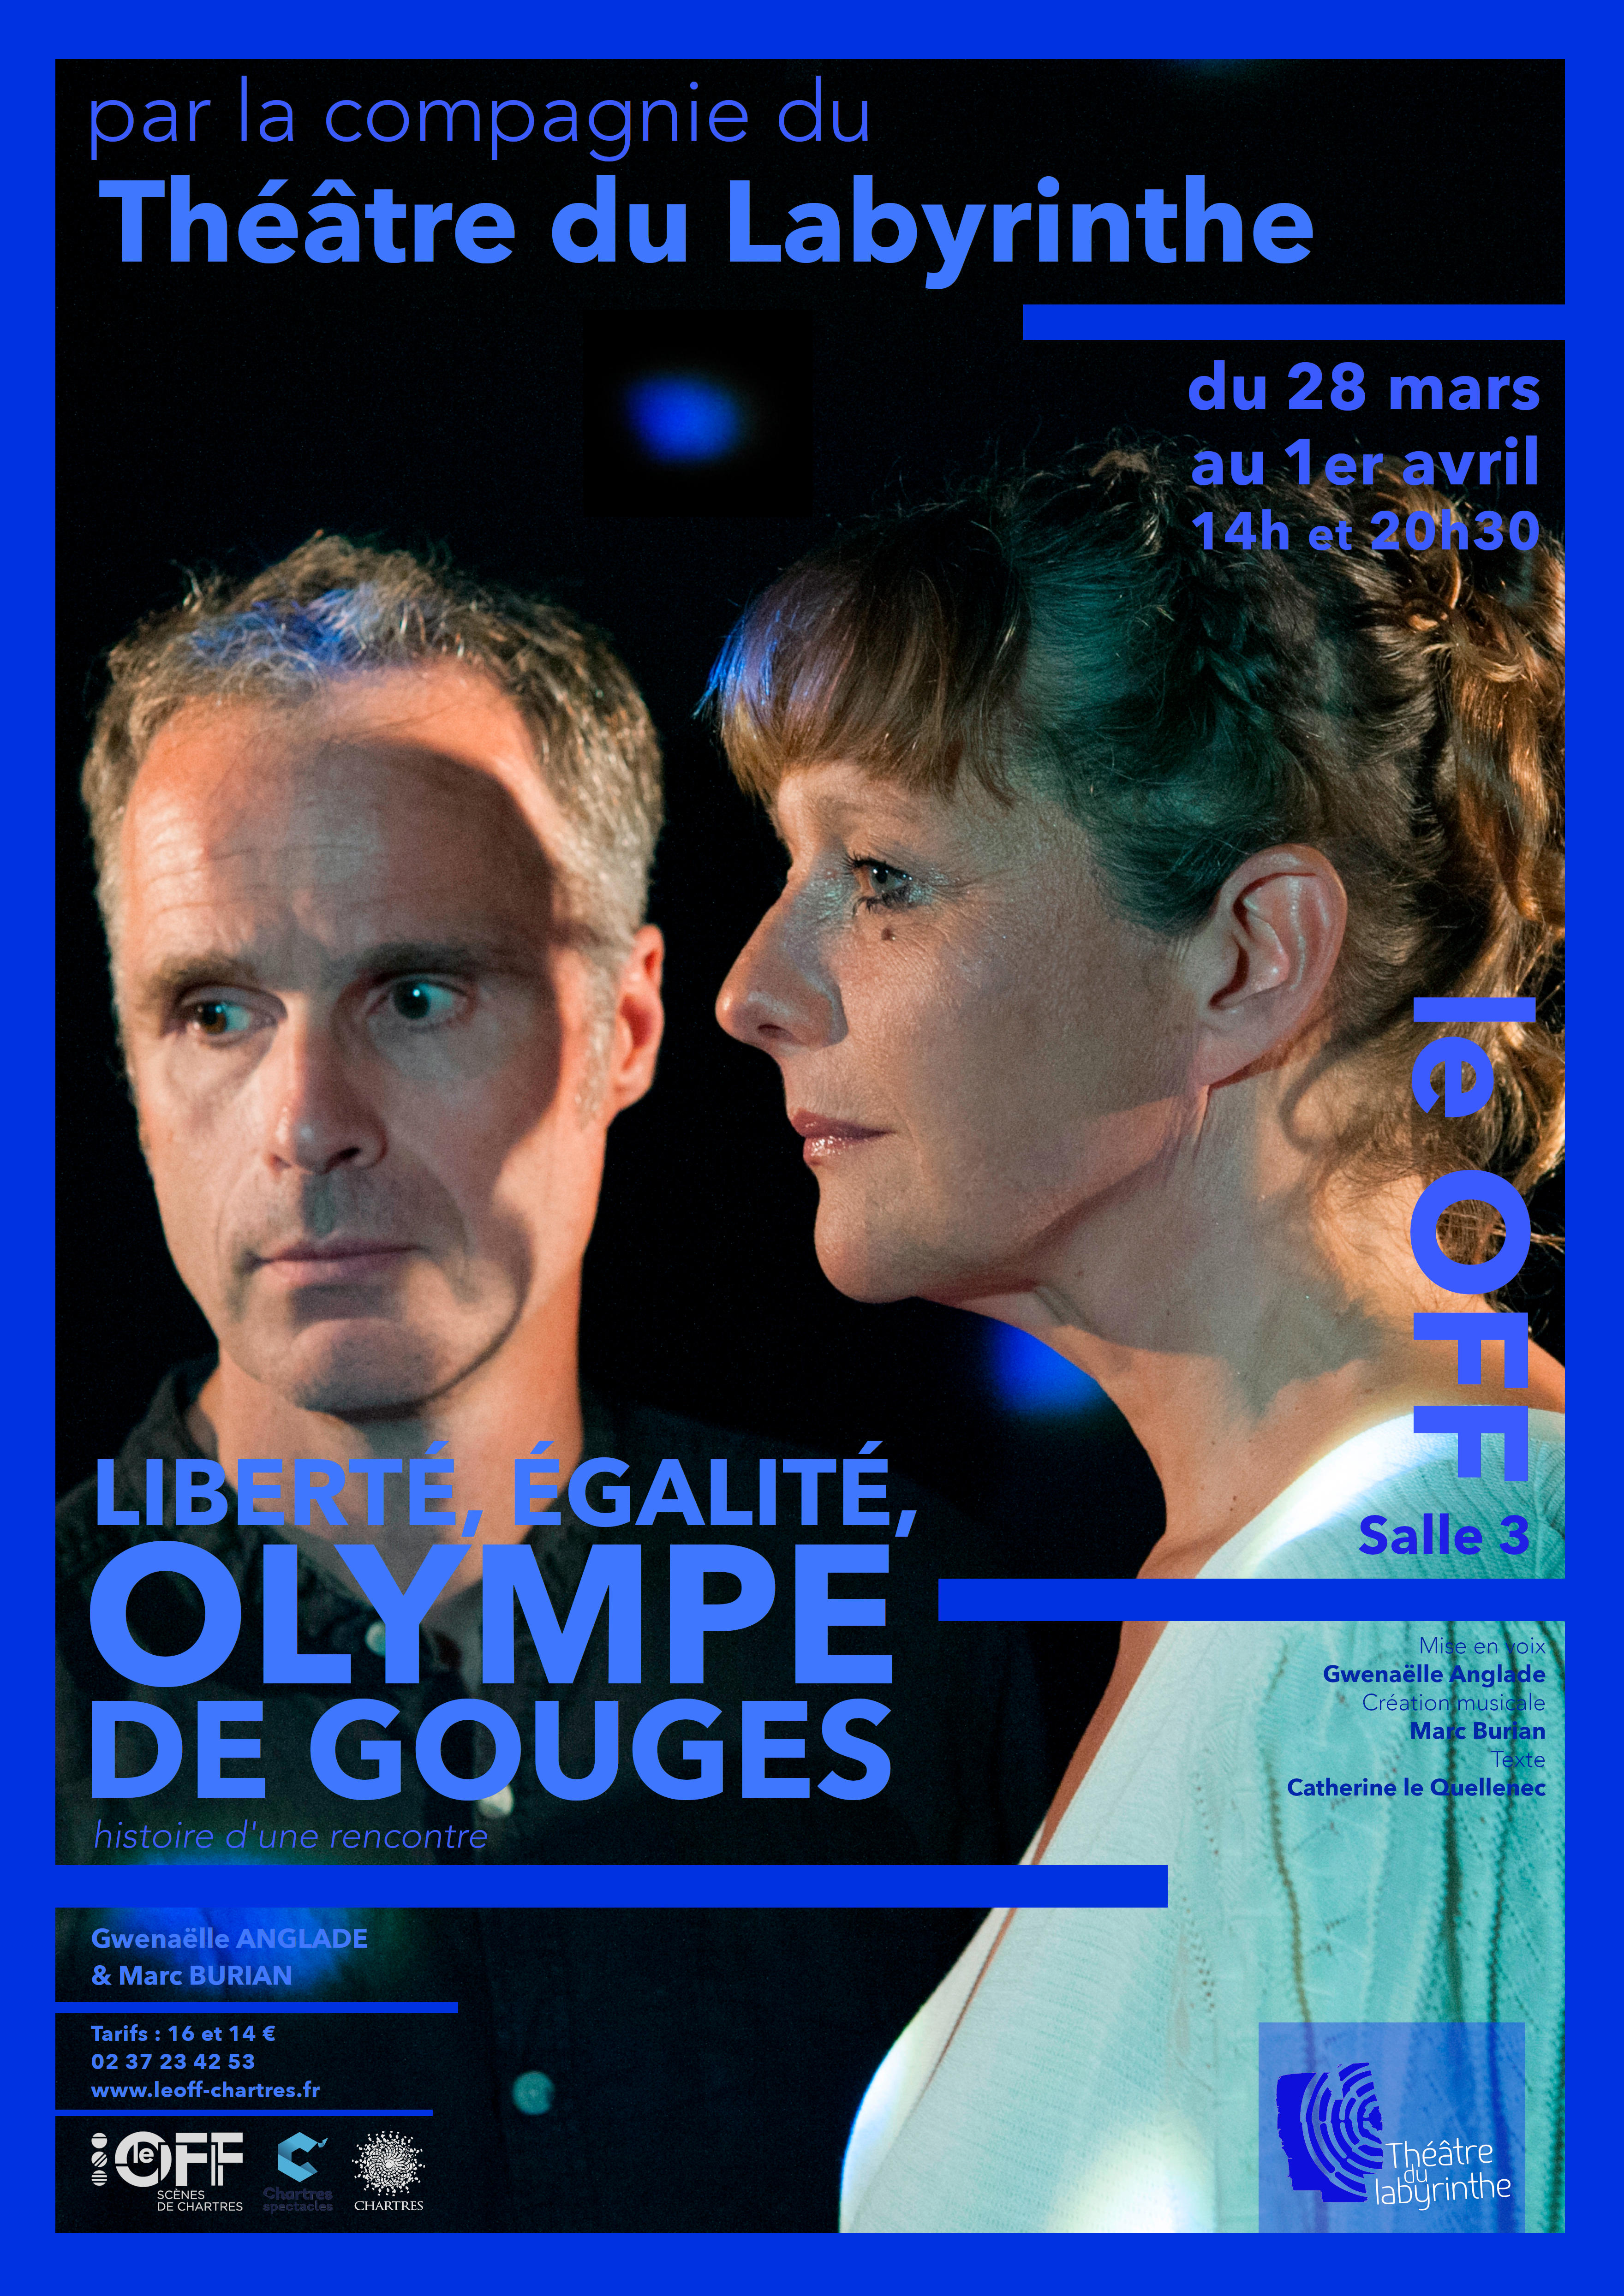 par la compagnie du
Théâtre du Labyrinthe
du 28 mars
au 1er avril
14h et 20h30
le OFF
Salle 3
LIBERTÉ, ÉGALITÉ,
OLYMPE
DE GOUGES
histoire d'une rencontre
Mise en voix
Gwenaëlle Anglade
Création musicale
Marc Burian
Texte
Catherine le Quellenec
Gwenaëlle ANGLADE
& Marc BURIAN
Tarifs : 16 et 14 €
02 37 23 42 53
www.leoff-chartres.fr
le OFF
SCÈNES
DE CHARTRES
Chartres
spectacles
CHARTRES
Théâtre
du
labyrinthe